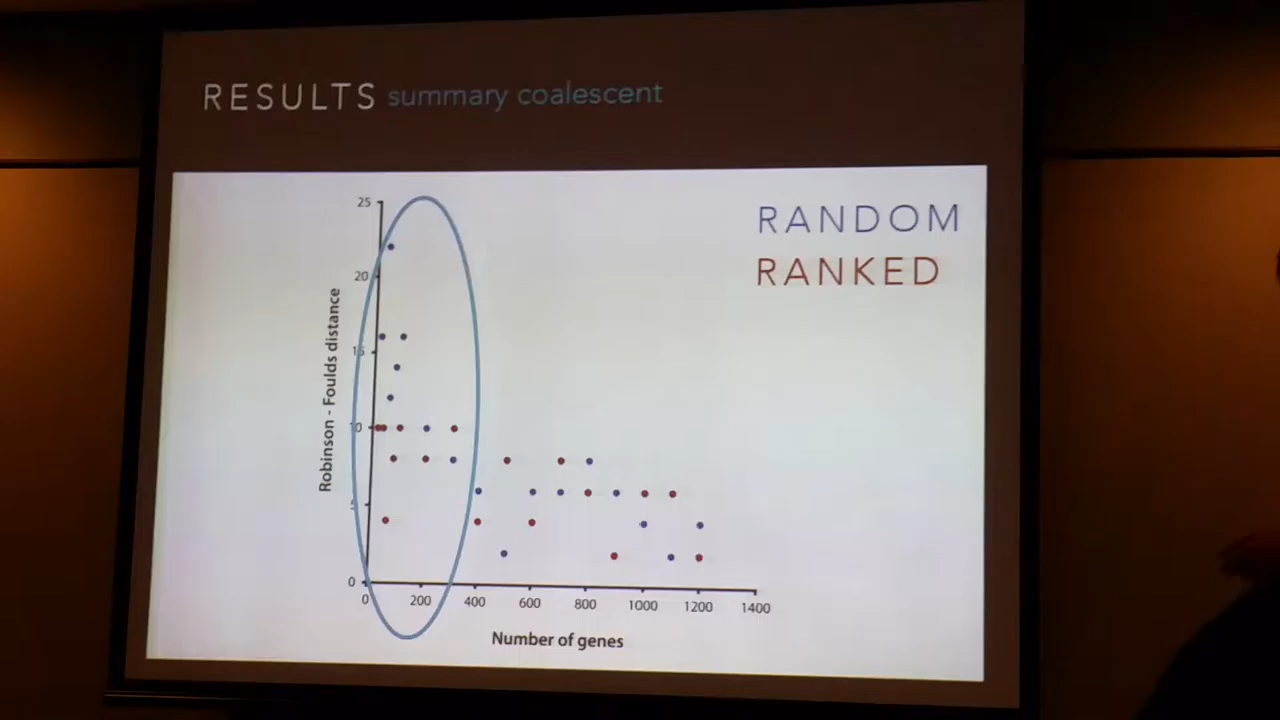 RESULTS summary coalescent
RANDOM
RANKED
25
20
15
10
5
0
Robinson - Foulds distance
0 200 400 600 800 1000 1200 1400
Number of genes